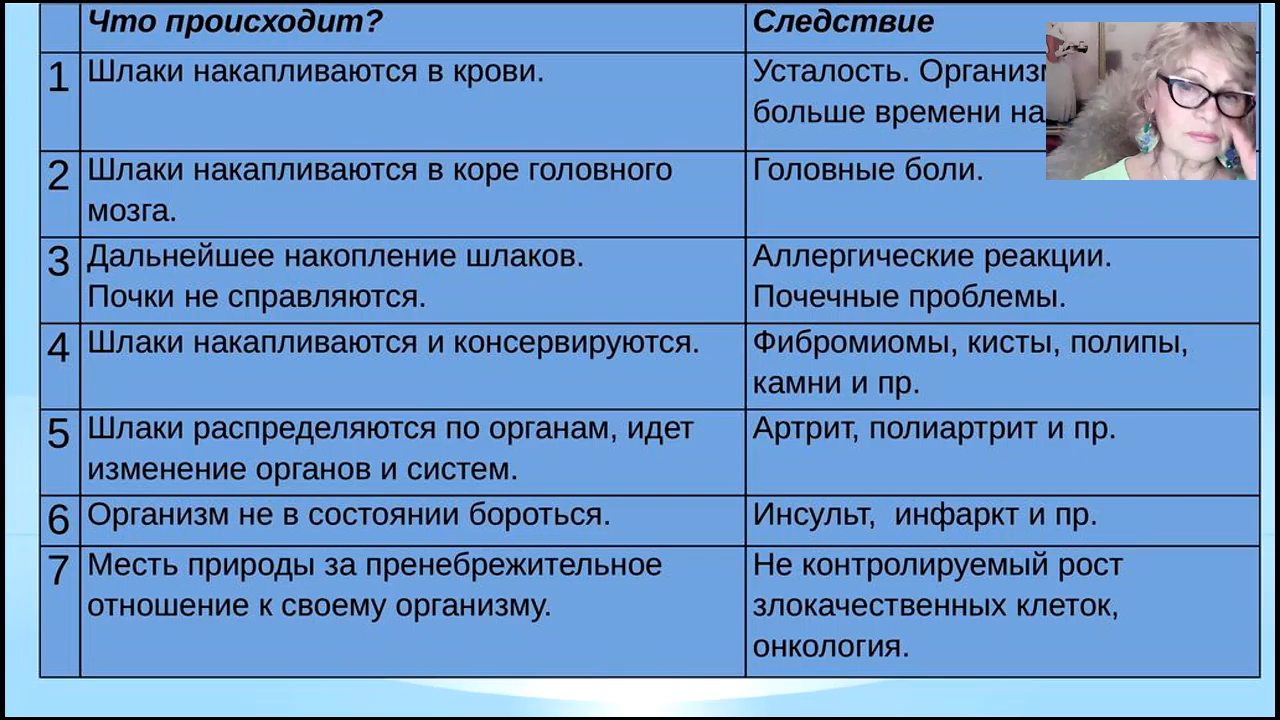 Что происходит?
Следствие
1
Шлаки накапливаются в крови.
Усталость.
больше времени на
2
Шлаки накапливаются в коре головного
мозга.
Головные боли.
3
Дальнейшее накопление шлаков.
Почки не справляются.
Аллергические реакции.
Почечные проблемы.
4
Шлаки накапливаются и консервируются.
Фибромиомы, кисты, полипы,
камни и пр.
5
Шлаки распределяются по органам, идет
изменение органов и систем.
Артрит, полиартрит и пр.
6
Организм не в состоянии бороться.
Инсульт,  инфаркт и пр.
7
Месть природы за пренебрежительное
отношение к своему организму.
Не контролируемый рост
злокачественных клеток,
онкология.